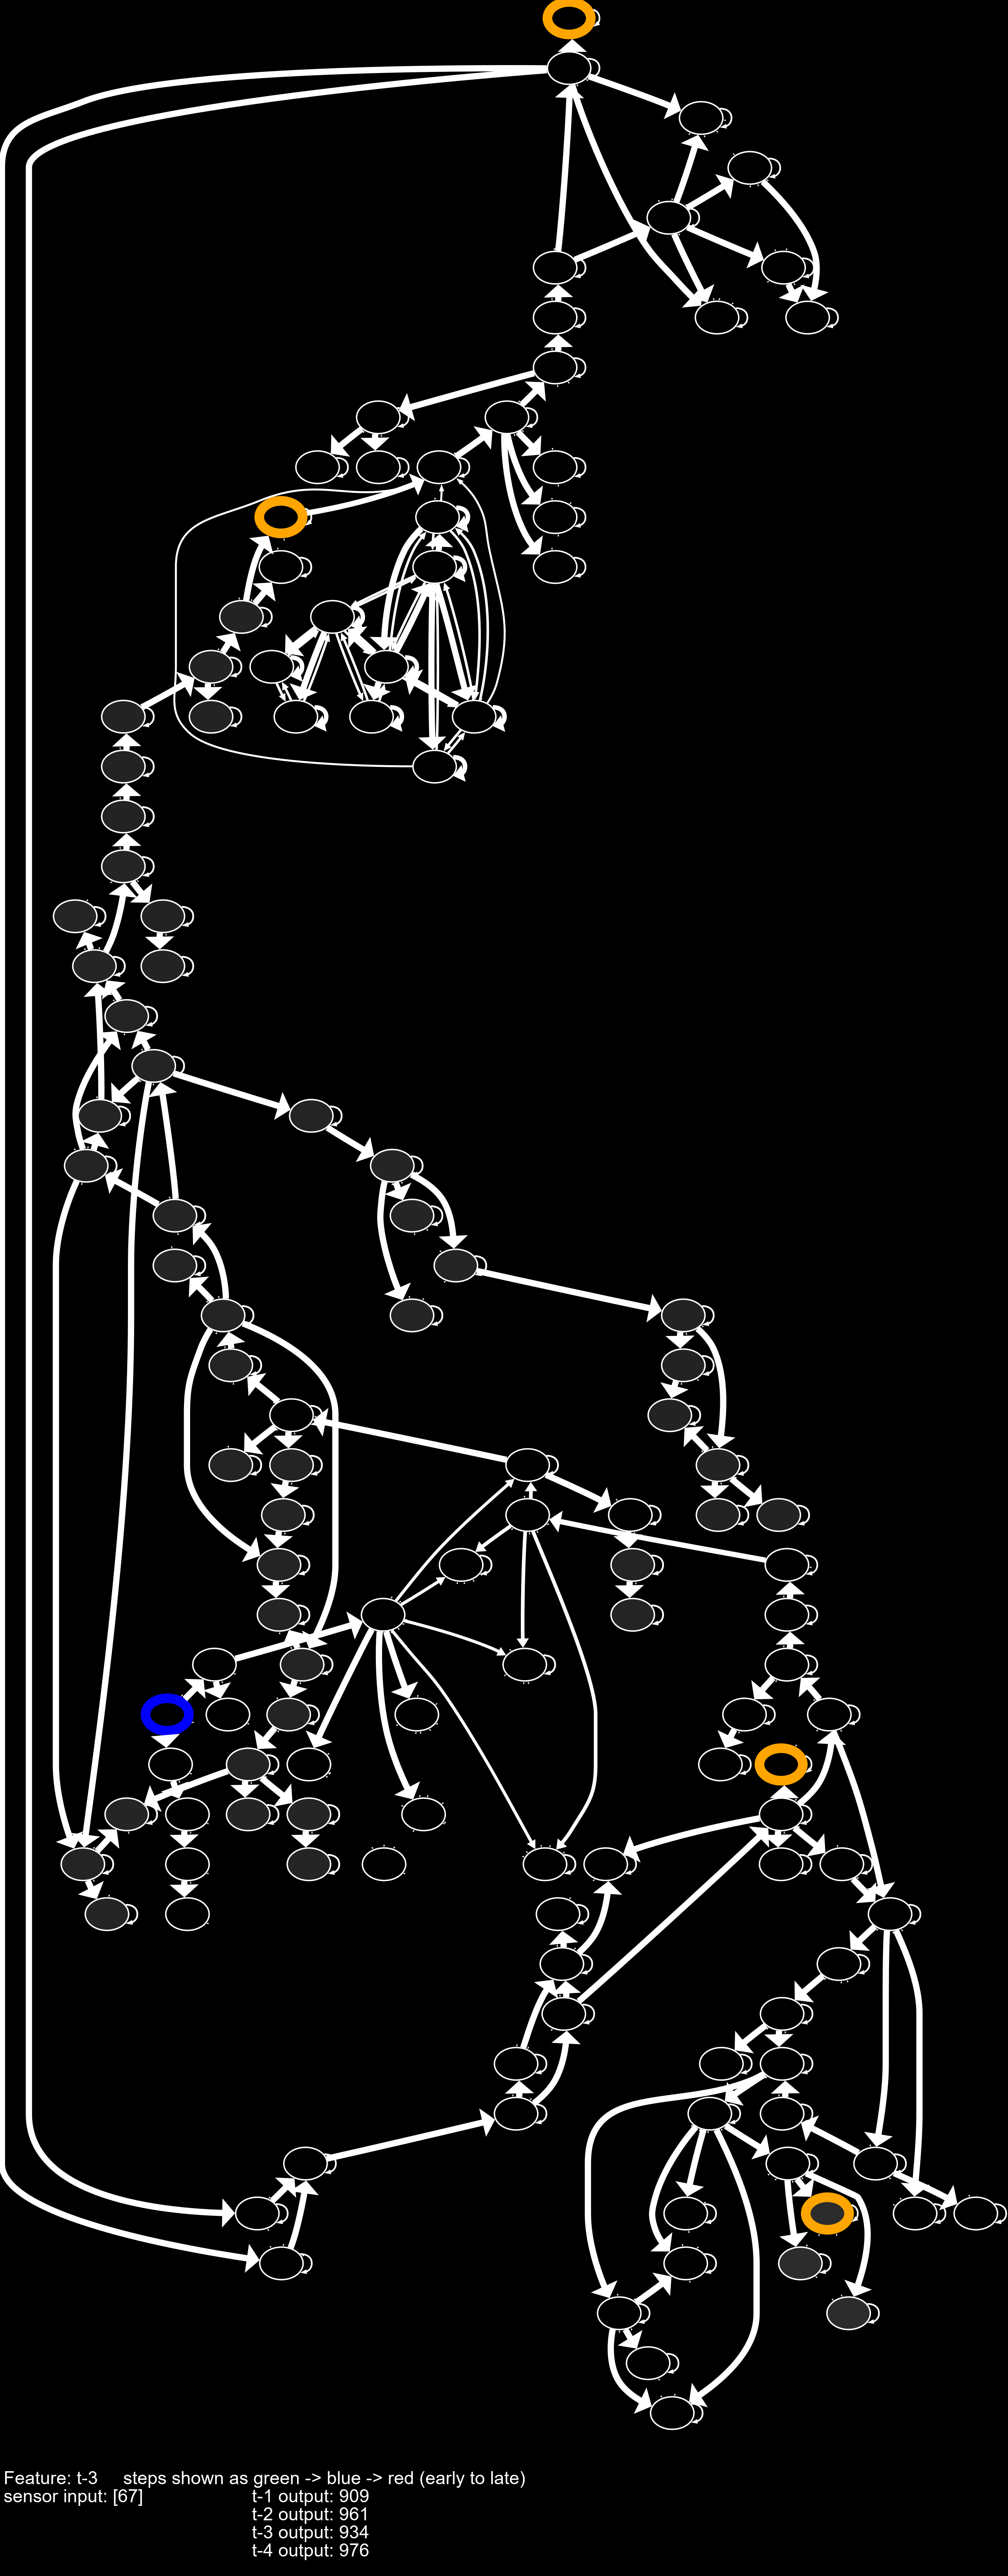 Feature: t-3 steps shown as green -> blue -> red (early to late)
sensor input: [67] t-1 output: 909
t-2 output: 961
t-3 output: 934
t-4 output: 976